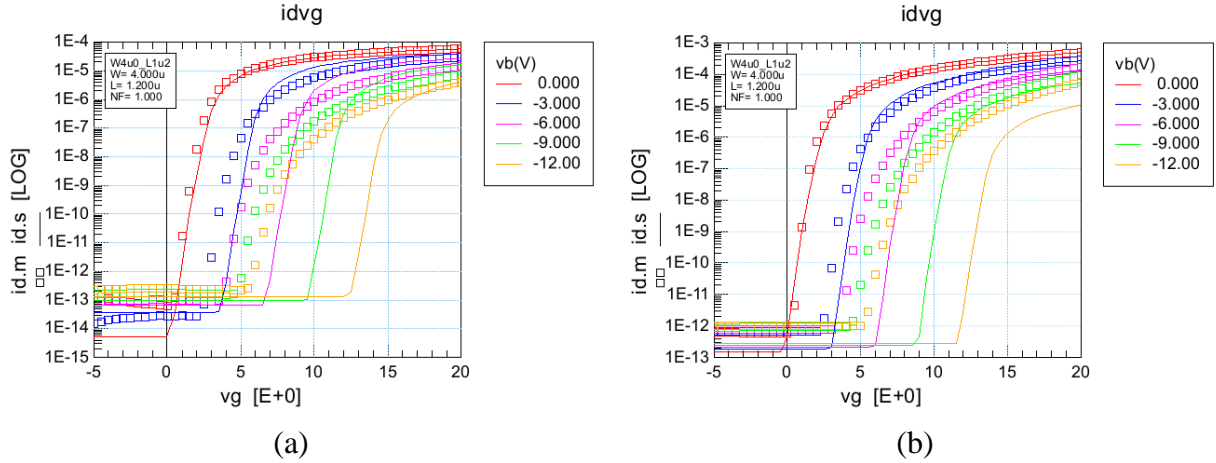 idvg
1E-4
1E-5
1E-6
1E-7
1E-8
1E-9
1E-10
1E-11
1E-12
1E-13
1E-14
1E-15
id.m id.s [LOG]
W4u0_L1u2
W= 4.000u
L= 1.200u
NF= 1.000
-5 0 5 10 15 20
vg [E+0]
vb(V)
0.000
-3.000
-6.000
-9.000
-12.00
(a)
idvg
1E-3
1E-4
1E-5
1E-6
1E-7
1E-8
1E-9
1E-10
1E-11
1E-12
1E-13
id.m id.s [LOG]
W4u0_L1u2
W= 4.000u
L= 1.200u
NF= 1.000
-5 0 5 10 15 20
vg [E+0]
vb(V)
0.000
-3.000
-6.000
-9.000
-12.00
(b)